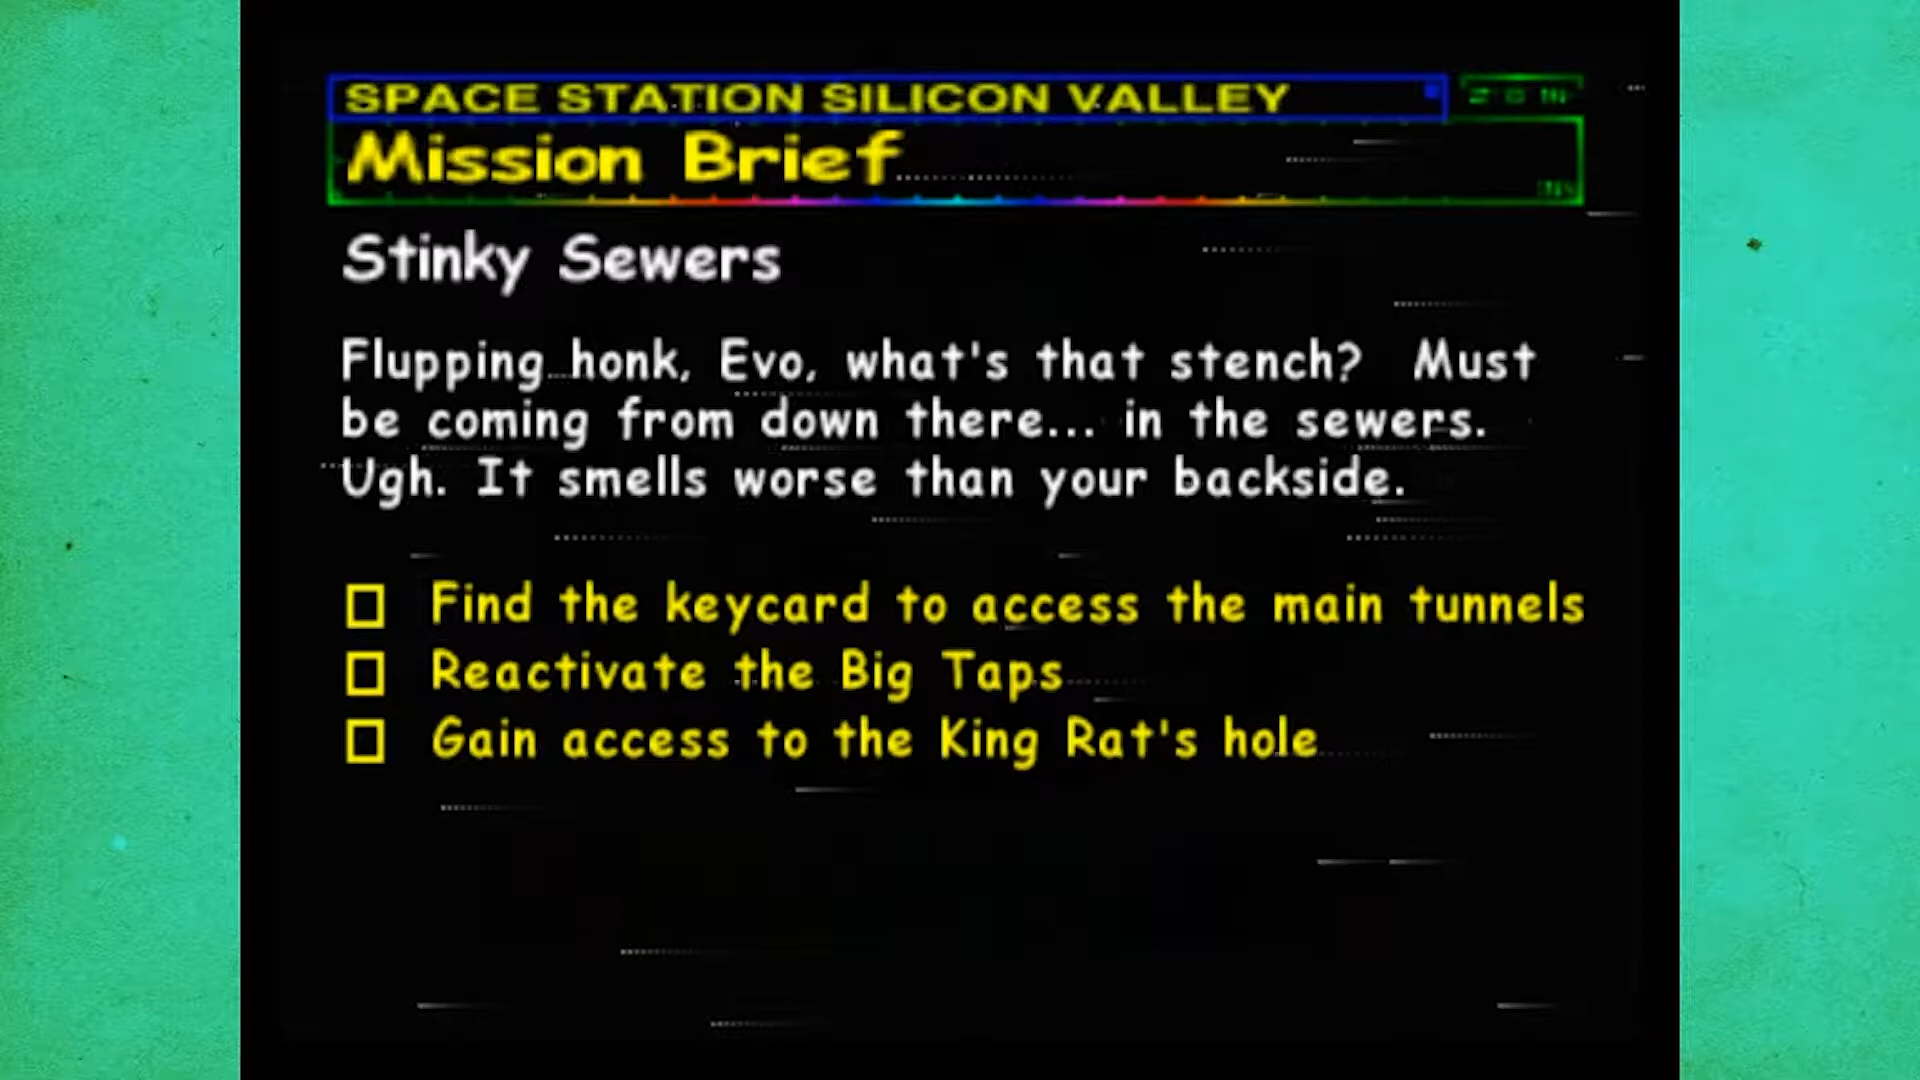 SPACE STATION SILICON VALLEY
Mission Brief
Stinky Sewers
Flupping honk, Evo, what's that stench? Must
be coming from down there... in the sewers.
Ugh. It smells worse than your backside.
Find the keycard to access the main tunnels
Reactivate the Big Taps
Gain access to the King Rat's hole